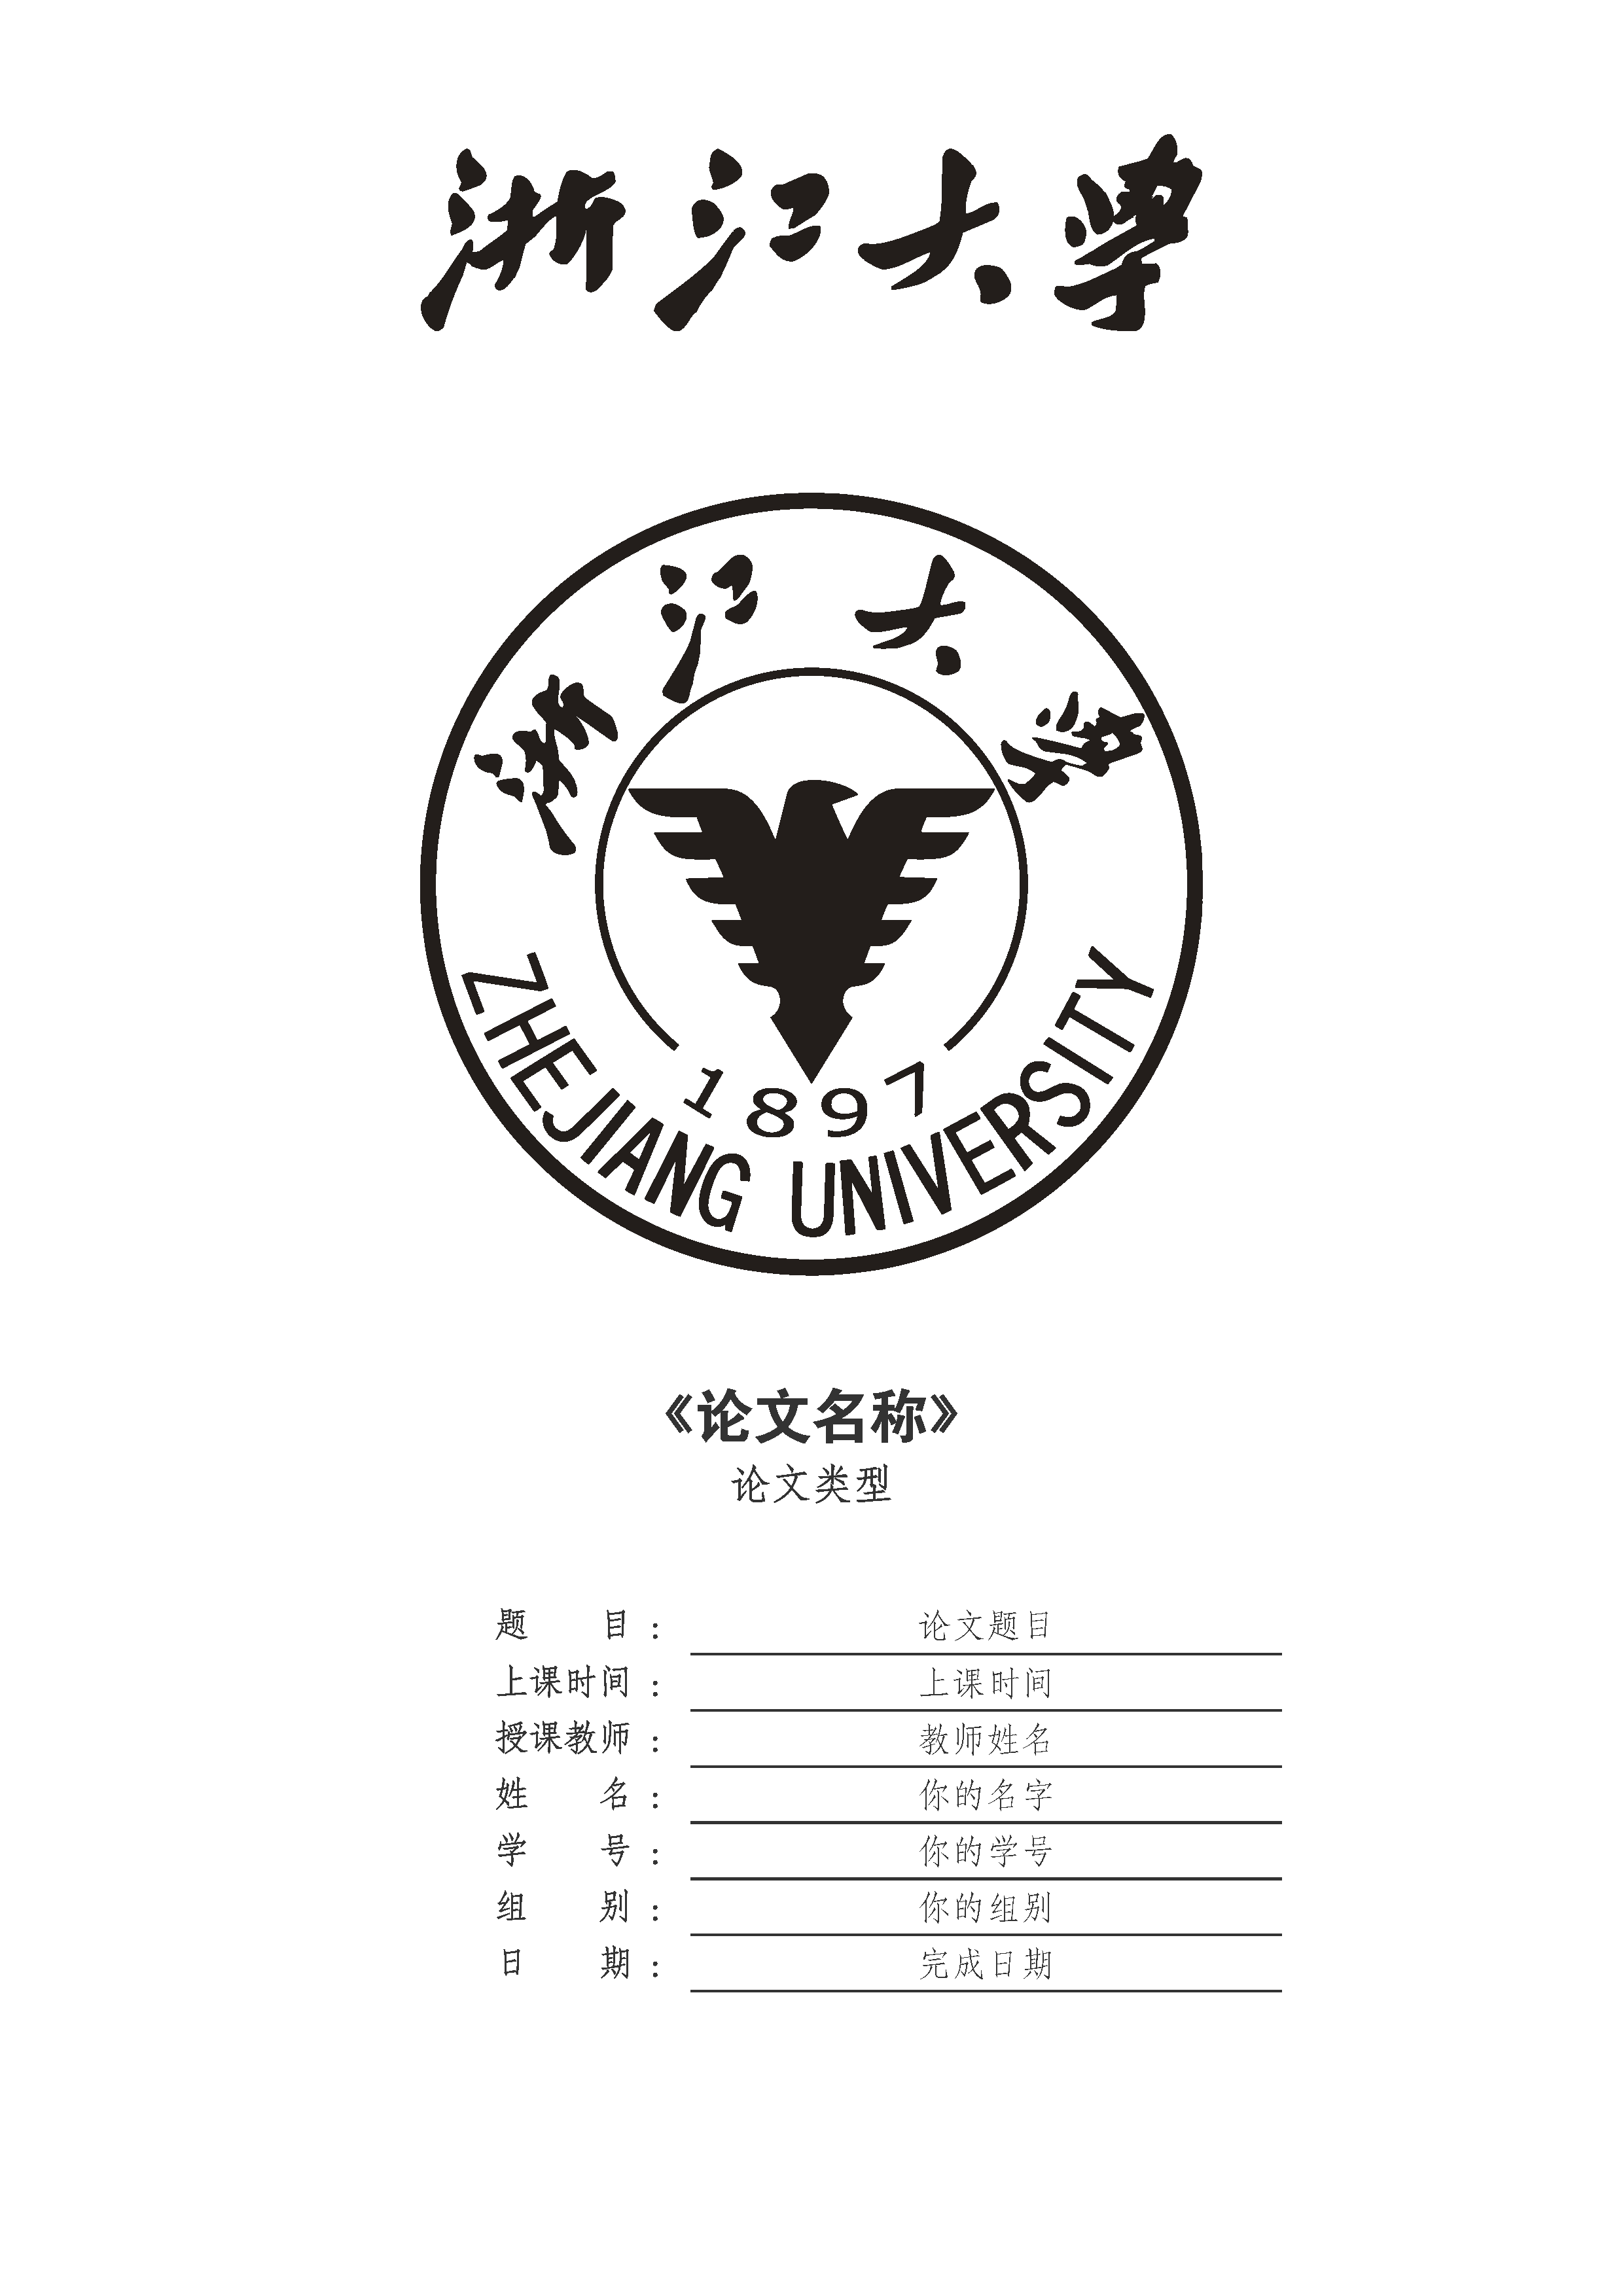 浙江大學
浙江大學
1897
ZHEJIANG UNIVERSITY
《论文名称》
论文类型
题 目： 论文题目
上课时间： 上课时间
授课教师： 教师姓名
姓 名： 你的名字
学 号： 你的学号
组 别： 你的组别
日 期： 完成日期